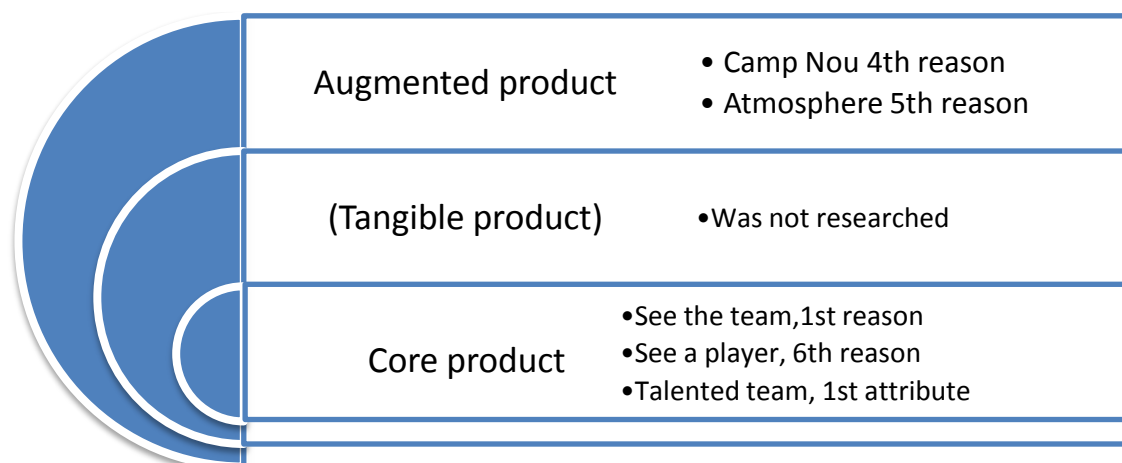 Augmented product
• Camp Nou 4th reason
• Atmosphere 5th reason
(Tangible product)
•Was not researched
Core product
•See the team,1st reason
•See a player, 6th reason
•Talented team, 1st attribute